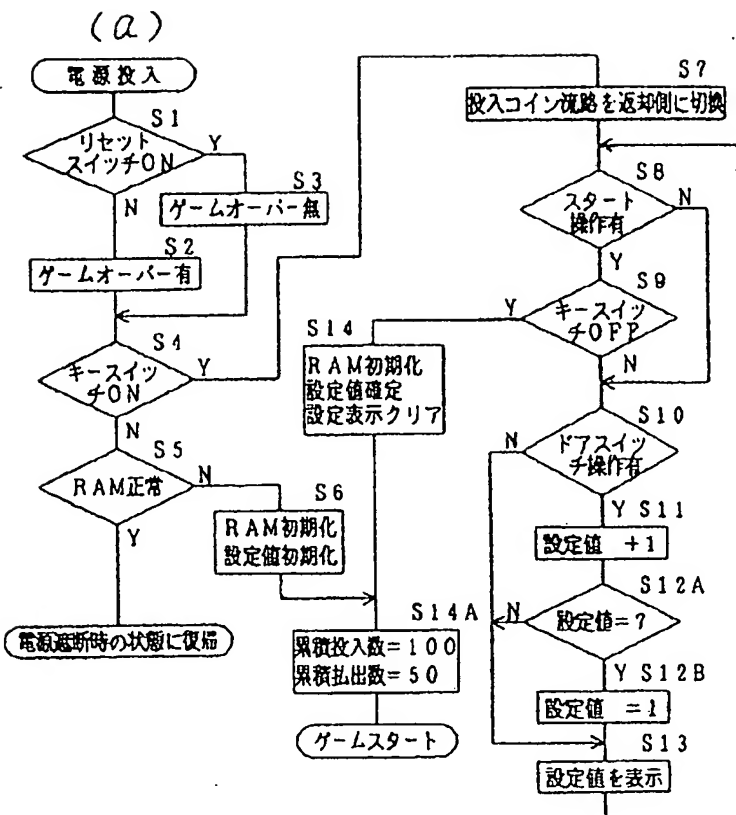 (a)
電源投入
S1
リセット
スイッチON
Y
N
S3
ゲームオーバー無
S2
ゲームオーバー有
S4
キースイッ
チON
Y
N
S5
RAM正常
N
Y
S6
RAM初期化
設定値初期化
電源遮断時の状態に復帰
S14
RAM初期化
設定値確定
設定表示クリア
S14A
累積投入数=100
累積払出数=50
ゲームスタート
S7
投入コイン流路を返却側に切換
S8
スタート
操作有
N
Y
S9
キースイッ
チOFF
Y
N
S10
ドアスイッ
チ操作有
N
Y
S11
設定値 +1
S12A
設定値=7
N
Y
S12B
設定値 =1
S13
設定値を表示